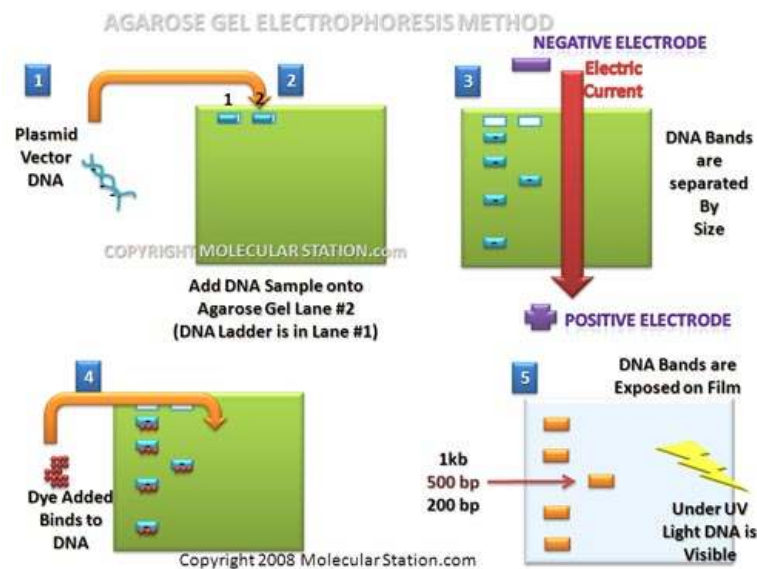 AGAROSE GEL ELECTROPHORESIS METHOD
1
Plasmid
Vector
DNA
2
1 2
COPYRIGHT MOLECULAR STATION.com
Add DNA Sample onto
Agarose Gel Lane #2
(DNA Ladder is in Lane #1)
3
NEGATIVE ELECTRODE
Electric
Current
DNA Bands
are
separated
By
Size
POSITIVE ELECTRODE
4
Dye Added
Binds to
DNA
5
DNA Bands are
Exposed on Film
1kb
500 bp
200 bp
Under UV
Light DNA is
Visible
Copyright 2008 MolecularStation.com